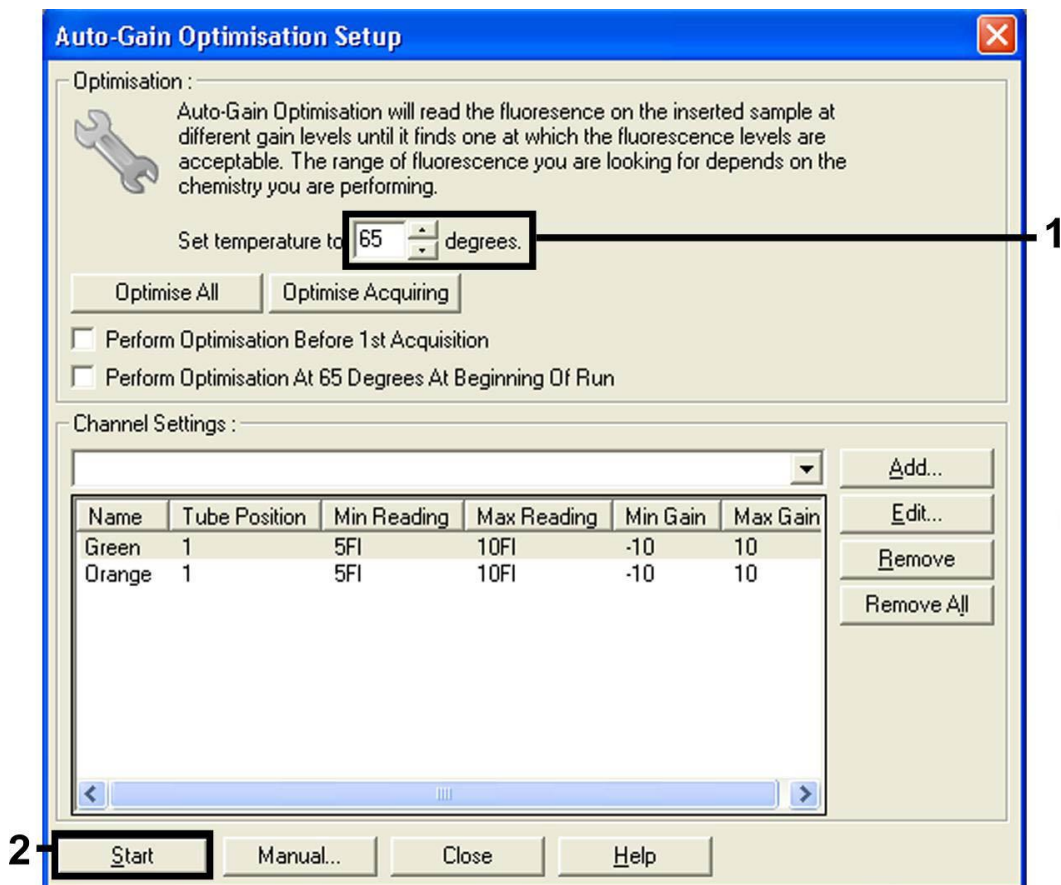 Auto-Gain Optimisation Setup
Optimisation :
Auto-Gain Optimisation will read the fluoresence on the inserted sample at
different gain levels until it finds one at which the fluorescence levels are
acceptable. The range of fluorescence you are looking for depends on the
chemistry you are performing.
Set temperature to 65 degrees.
1
Optimise All Optimise Acquiring
Perform Optimisation Before 1st Acquisition
Perform Optimisation At 65 Degrees At Beginning Of Run
Channel Settings :
Add...
Name Tube Position Min Reading Max Reading Min Gain Max Gain
Edit...
Green 1 5Fl 10Fl -10 10
Remove
Orange 1 5Fl 10Fl -10 10
Remove All
2
Start Manual... Close Help